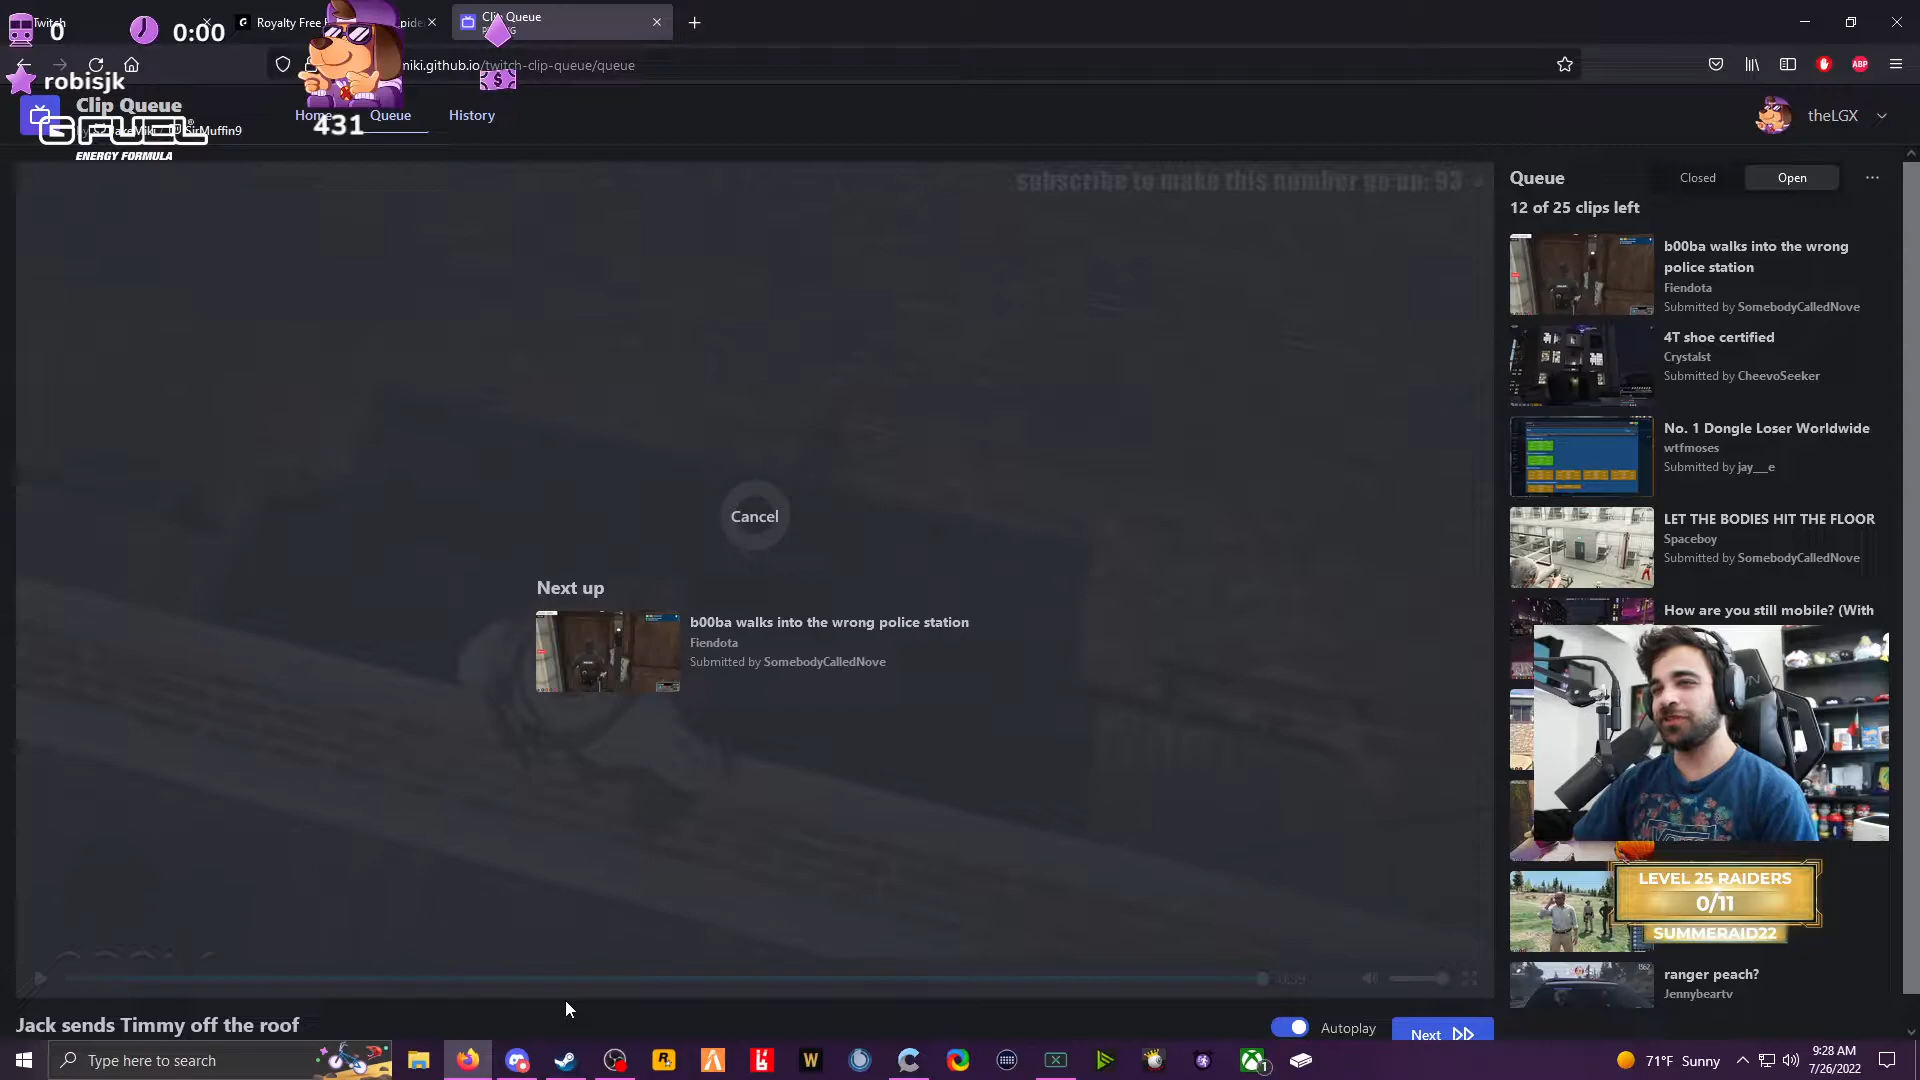 Twitch
Royalty Free
Clip Queue
0
0:00
miki.github.io/twitch-clip-queue/queue
robisjk
Clip Queue
JakeMiki
SirMuffin9
G FUEL
ENERGY FORMULA
431
Home
Queue
History
theLGX
subscribe to make this number go up: 93
Queue
Closed
Open
12 of 25 clips left
b00ba walks into the wrong
police station
Fiendota
Submitted by SomebodyCalledNove
4T shoe certified
Crystalst
Submitted by CheevoSeeker
No. 1 Dongle Loser Worldwide
wtfmoses
Submitted by jay___e
LET THE BODIES HIT THE FLOOR
Spaceboy
Submitted by SomebodyCalledNove
How are you still mobile? (With
Cancel
Next up
b00ba walks into the wrong police station
Fiendota
Submitted by SomebodyCalledNove
LEVEL 25 RAIDERS
0/11
SUMMERAID22
ranger peach?
Jennybeartv
0:39
Jack sends Timmy off the roof
Autoplay
Next
Type here to search
71°F Sunny
9:28 AM
7/26/2022